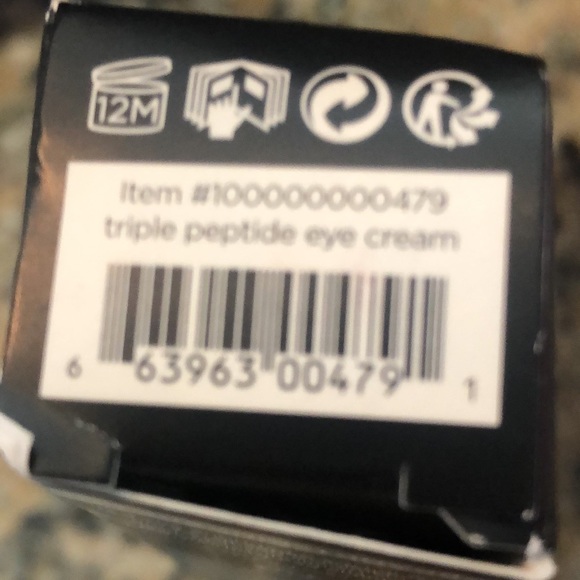 12M
Item #100000000479
triple peptide eye cream
6 63963 00479 1